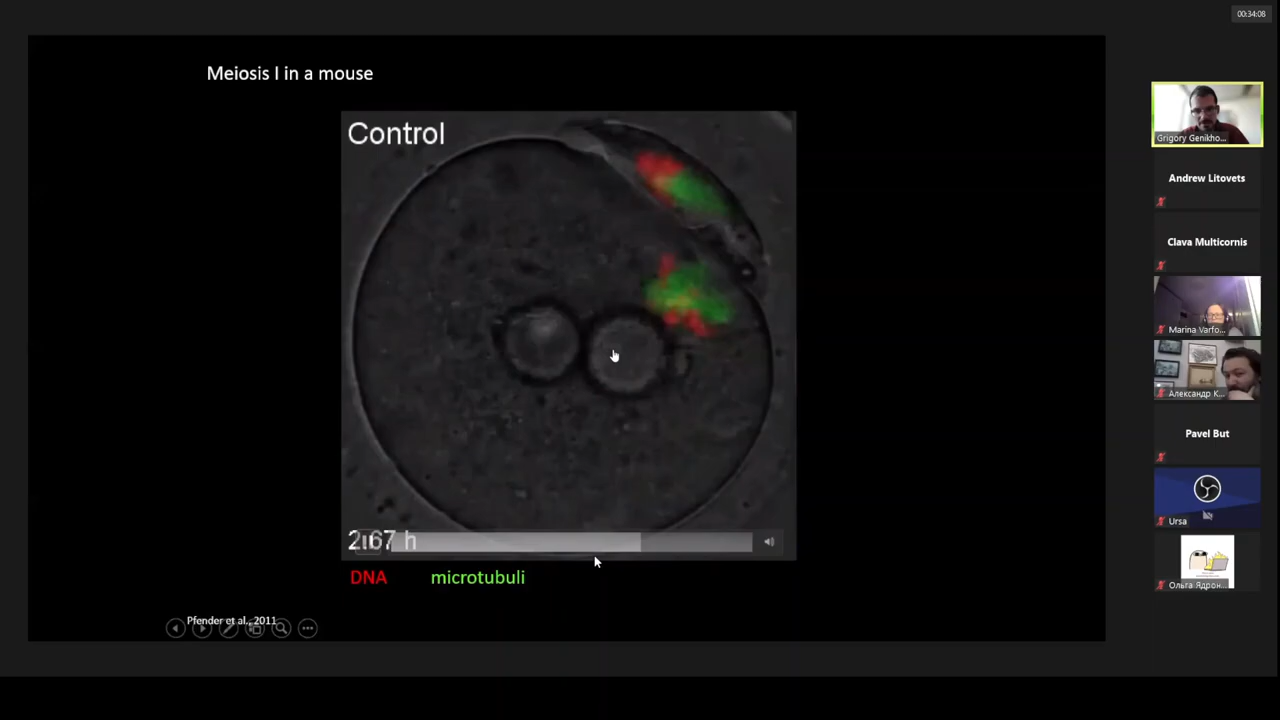 00:34:08
Meiosis I in a mouse
Control
Grigory Genikho...
Andrew Litovets
Clava Multicornis
Marina Varfo...
Александр К...
Pavel But
Ursa
Ольга Ядрон...
2.67 h
DNA microtubuli
Pfender et al., 2011